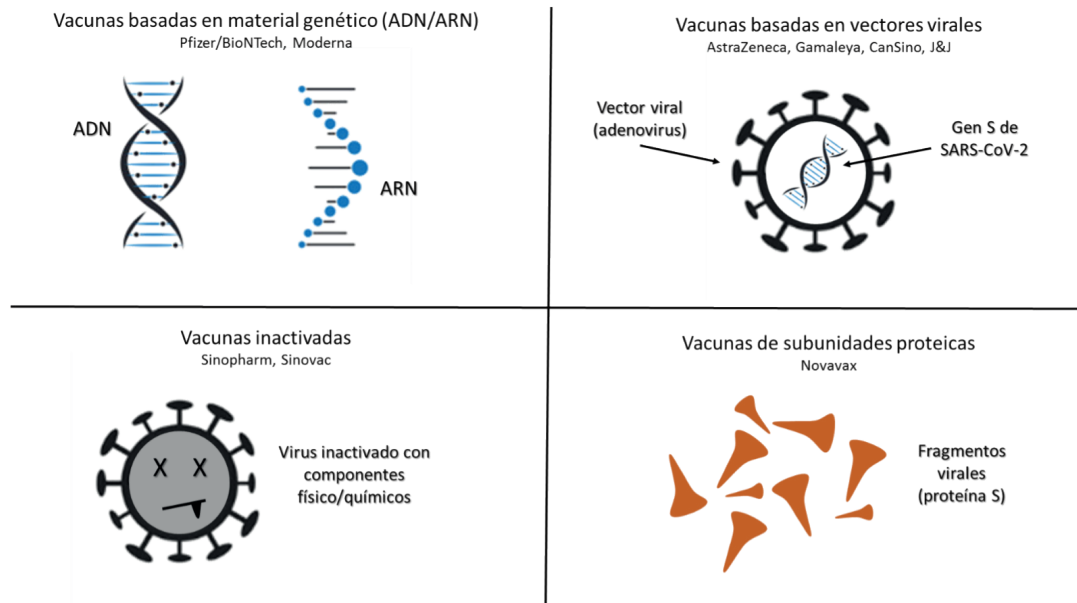 Vacunas basadas en material genético (ADN/ARN)
Pfizer/BioNTech, Moderna
ADN
ARN
Vacunas basadas en vectores virales
AstraZeneca, Gamaleya, CanSino, J&J
Vector viral
(adenovirus)
Gen S de
SARS-CoV-2
Vacunas inactivadas
Sinopharm, Sinovac
X X
Virus inactivado con
componentes
físico/químicos
Vacunas de subunidades proteicas
Novavax
Fragmentos
virales
(proteína S)